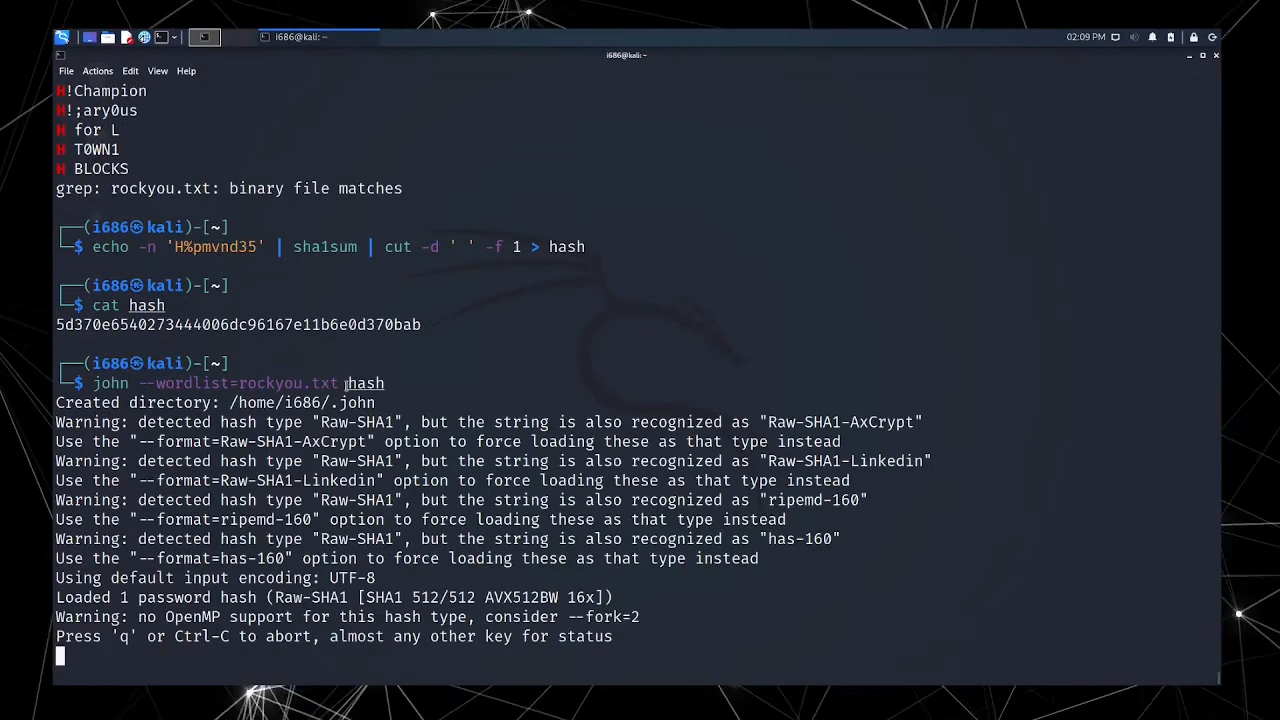 i686@kali: ~
02:09 PM
i686@kali:~
File Actions Edit View Help
H!Champion
H!;ary0us
H for L
H T0WN1
H BLOCKS
grep: rockyou.txt: binary file matches
┌──(i686㉿kali)-[~]
└─$ echo -n 'H%pmvnd35' | sha1sum | cut -d ' ' -f 1 > hash
┌──(i686㉿kali)-[~]
└─$ cat hash
5d370e6540273444006dc96167e11b6e0d370bab
┌──(i686㉿kali)-[~]
└─$ john --wordlist=rockyou.txt hash
Created directory: /home/i686/.john
Warning: detected hash type "Raw-SHA1", but the string is also recognized as "Raw-SHA1-AxCrypt"
Use the "--format=Raw-SHA1-AxCrypt" option to force loading these as that type instead
Warning: detected hash type "Raw-SHA1", but the string is also recognized as "Raw-SHA1-Linkedin"
Use the "--format=Raw-SHA1-Linkedin" option to force loading these as that type instead
Warning: detected hash type "Raw-SHA1", but the string is also recognized as "ripemd-160"
Use the "--format=ripemd-160" option to force loading these as that type instead
Warning: detected hash type "Raw-SHA1", but the string is also recognized as "has-160"
Use the "--format=has-160" option to force loading these as that type instead
Using default input encoding: UTF-8
Loaded 1 password hash (Raw-SHA1 [SHA1 512/512 AVX512BW 16x])
Warning: no OpenMP support for this hash type, consider --fork=2
Press 'q' or Ctrl-C to abort, almost any other key for status